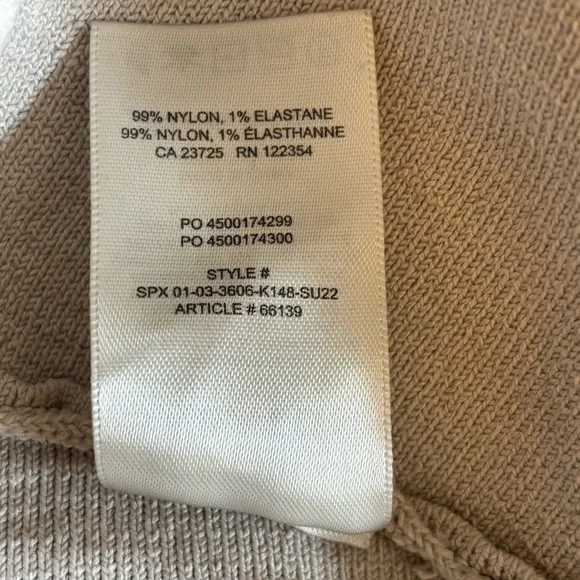 99% NYLON, 1% ELASTANE
99% NYLON, 1% ÉLASTHANNE
CA 23725 RN 122354
PO 4500174299
PO 4500174300
STYLE #
SPX 01-03-3606-K148-SU22
ARTICLE # 66139